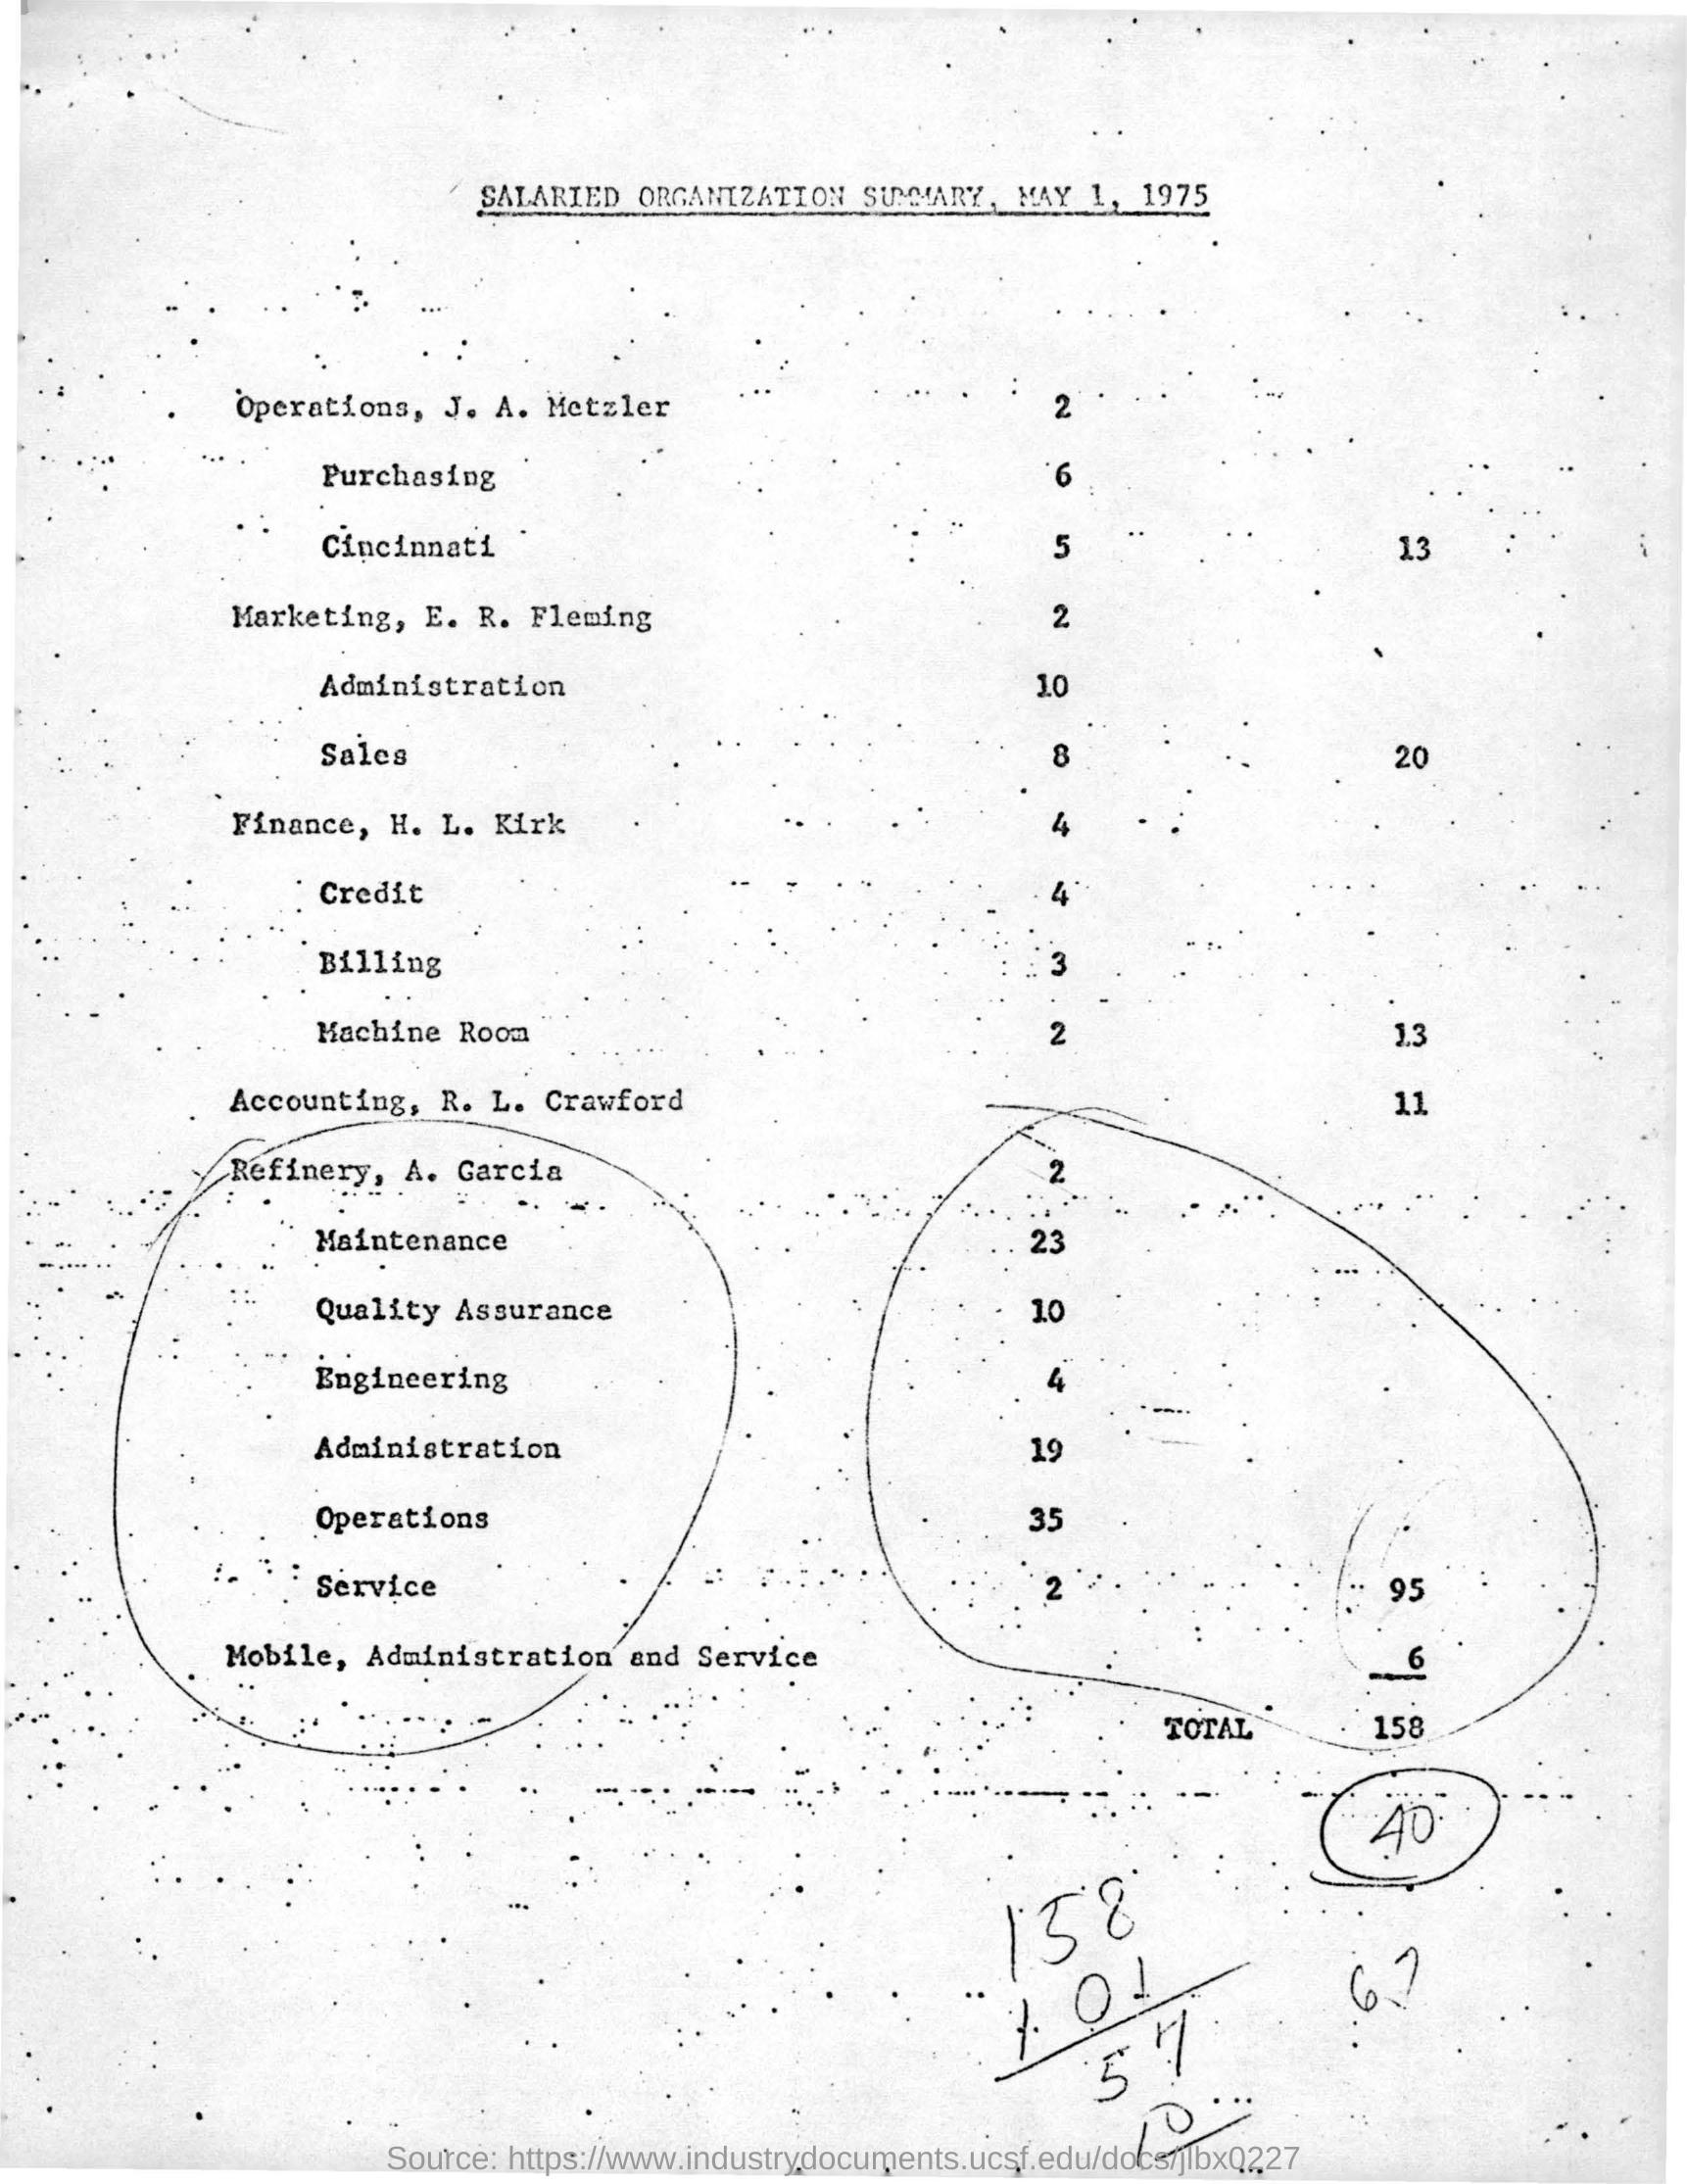 SALARIED ORGANIZATION SUMMARY, MAY 1, 1975
Operations, J. A. Metzler 2
Purchasing 6
Cincinnati 5 13
Marketing, E. R. Fleming 2
Administration 10
Sales 8 20
Finance, H. L. Kirk 4
Credit 4
Billing 3
Machine Room 2 13
Accounting, R. L. Crawford 11
Refinery, A. Garcia 2
Maintenance 23
Quality Assurance 10
Engineering 4
Administration 19
Operations 35
Service 2 95
Mobile, Administration and Service 6
TOTAL 158
40
158
101
57
67
10
Source: https://www.industrydocuments.ucsf.edu/docs/jlbx0227